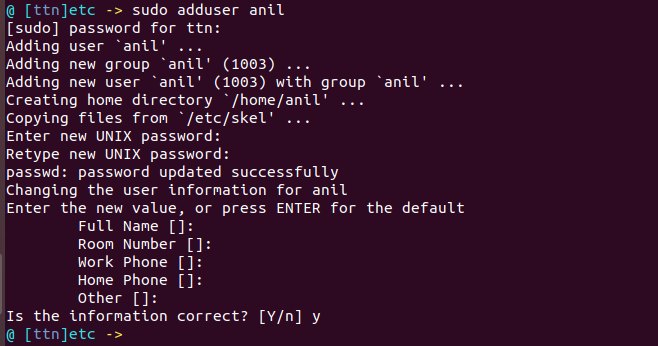 @ [ttn]etc -> sudo adduser anil
[sudo] password for ttn:
Adding user `anil' ...
Adding new group `anil' (1003) ...
Adding new user `anil' (1003) with group `anil' ...
Creating home directory `/home/anil' ...
Copying files from `/etc/skel' ...
Enter new UNIX password:
Retype new UNIX password:
passwd: password updated successfully
Changing the user information for anil
Enter the new value, or press ENTER for the default
        Full Name []:
        Room Number []:
        Work Phone []:
        Home Phone []:
        Other []:
Is the information correct? [Y/n] y
@ [ttn]etc ->